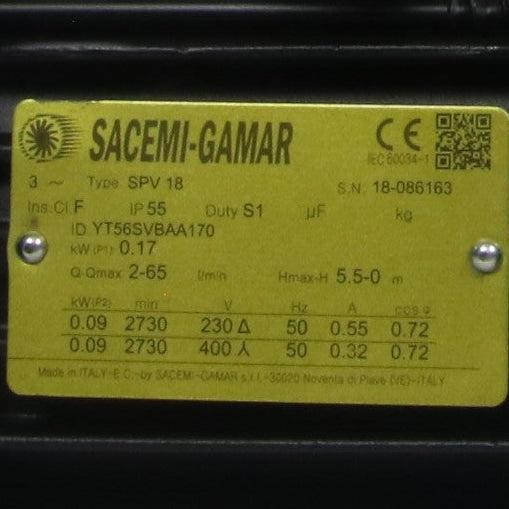 SACEMI-GAMAR CE
IEC 60034-1
3 ~ Type SPV 18 S.N. 18-086163
Ins.Cl. F IP 55 Duty S1 µF kg
ID YT56SVBAA170
kW (P1) 0.17
Q-Qmax 2-65 l/min Hmax-H 5.5-0 m
kW(P2) min V Hz A cos φ
0.09 2730 230 Δ 50 0.55 0.72
0.09 2730 400 ⅄ 50 0.32 0.72
Made in ITALY-E.C.-by SACEMI-GAMAR s.r.l.-30020 Noventa di Piave (VE)-ITALY